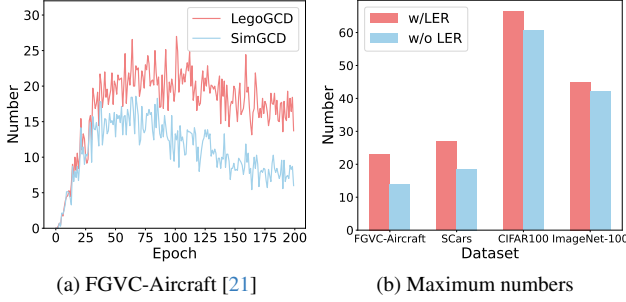 30
25
20
15
10
5
0
Number
LegoGCD
SimGCD
0 25 50 75 100 125 150 175 200
Epoch
(a) FGVC-Aircraft [21]
80
70
60
50
40
30
20
10
0
Number
w/LER
w/o LER
FGVC-Aircraft SCars CIFAR100 ImageNet-100
Dataset
(b) Maximum numbers